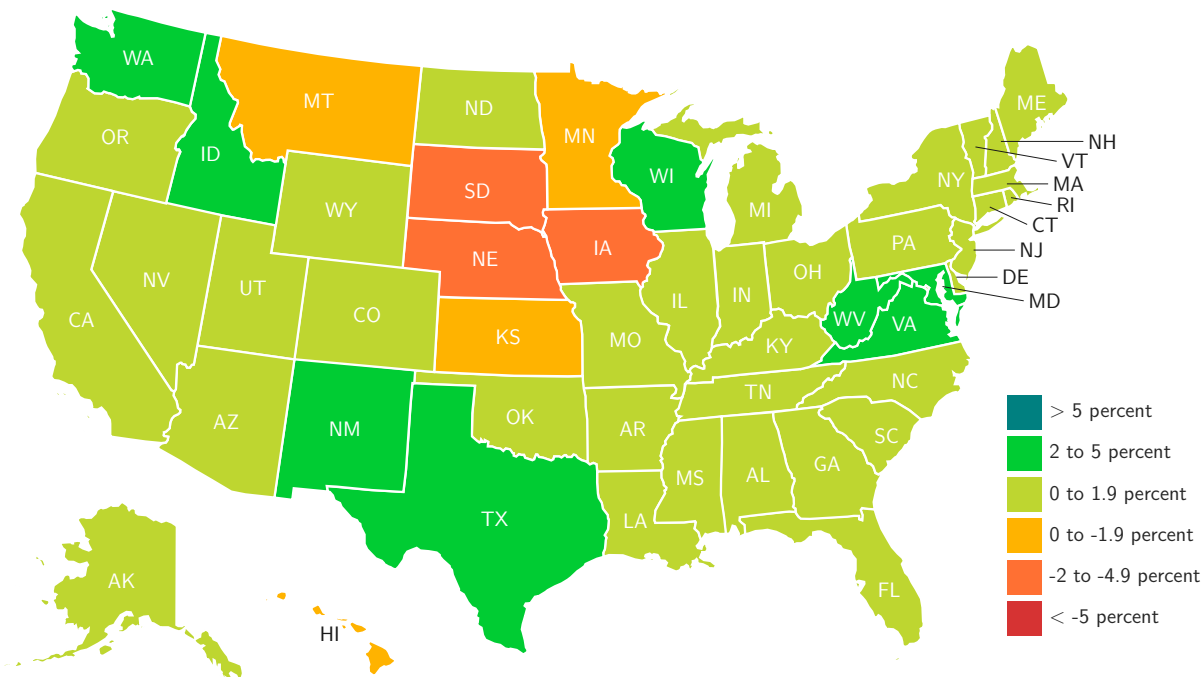 WA
MT
ND
MN
ME
OR
ID
NH
VT
WI
NY
SD
MA
WY
MI
RI
CT
PA
NJ
IA
NE
OH
NV
UT
DE
IN
IL
MD
CO
WV
VA
CA
KS
MO
KY
NC
TN
OK
AZ
NM
AR
SC
GA
MS
AL
TX
LA
AK
FL
HI
> 5 percent
2 to 5 percent
0 to 1.9 percent
0 to -1.9 percent
-2 to -4.9 percent
< -5 percent